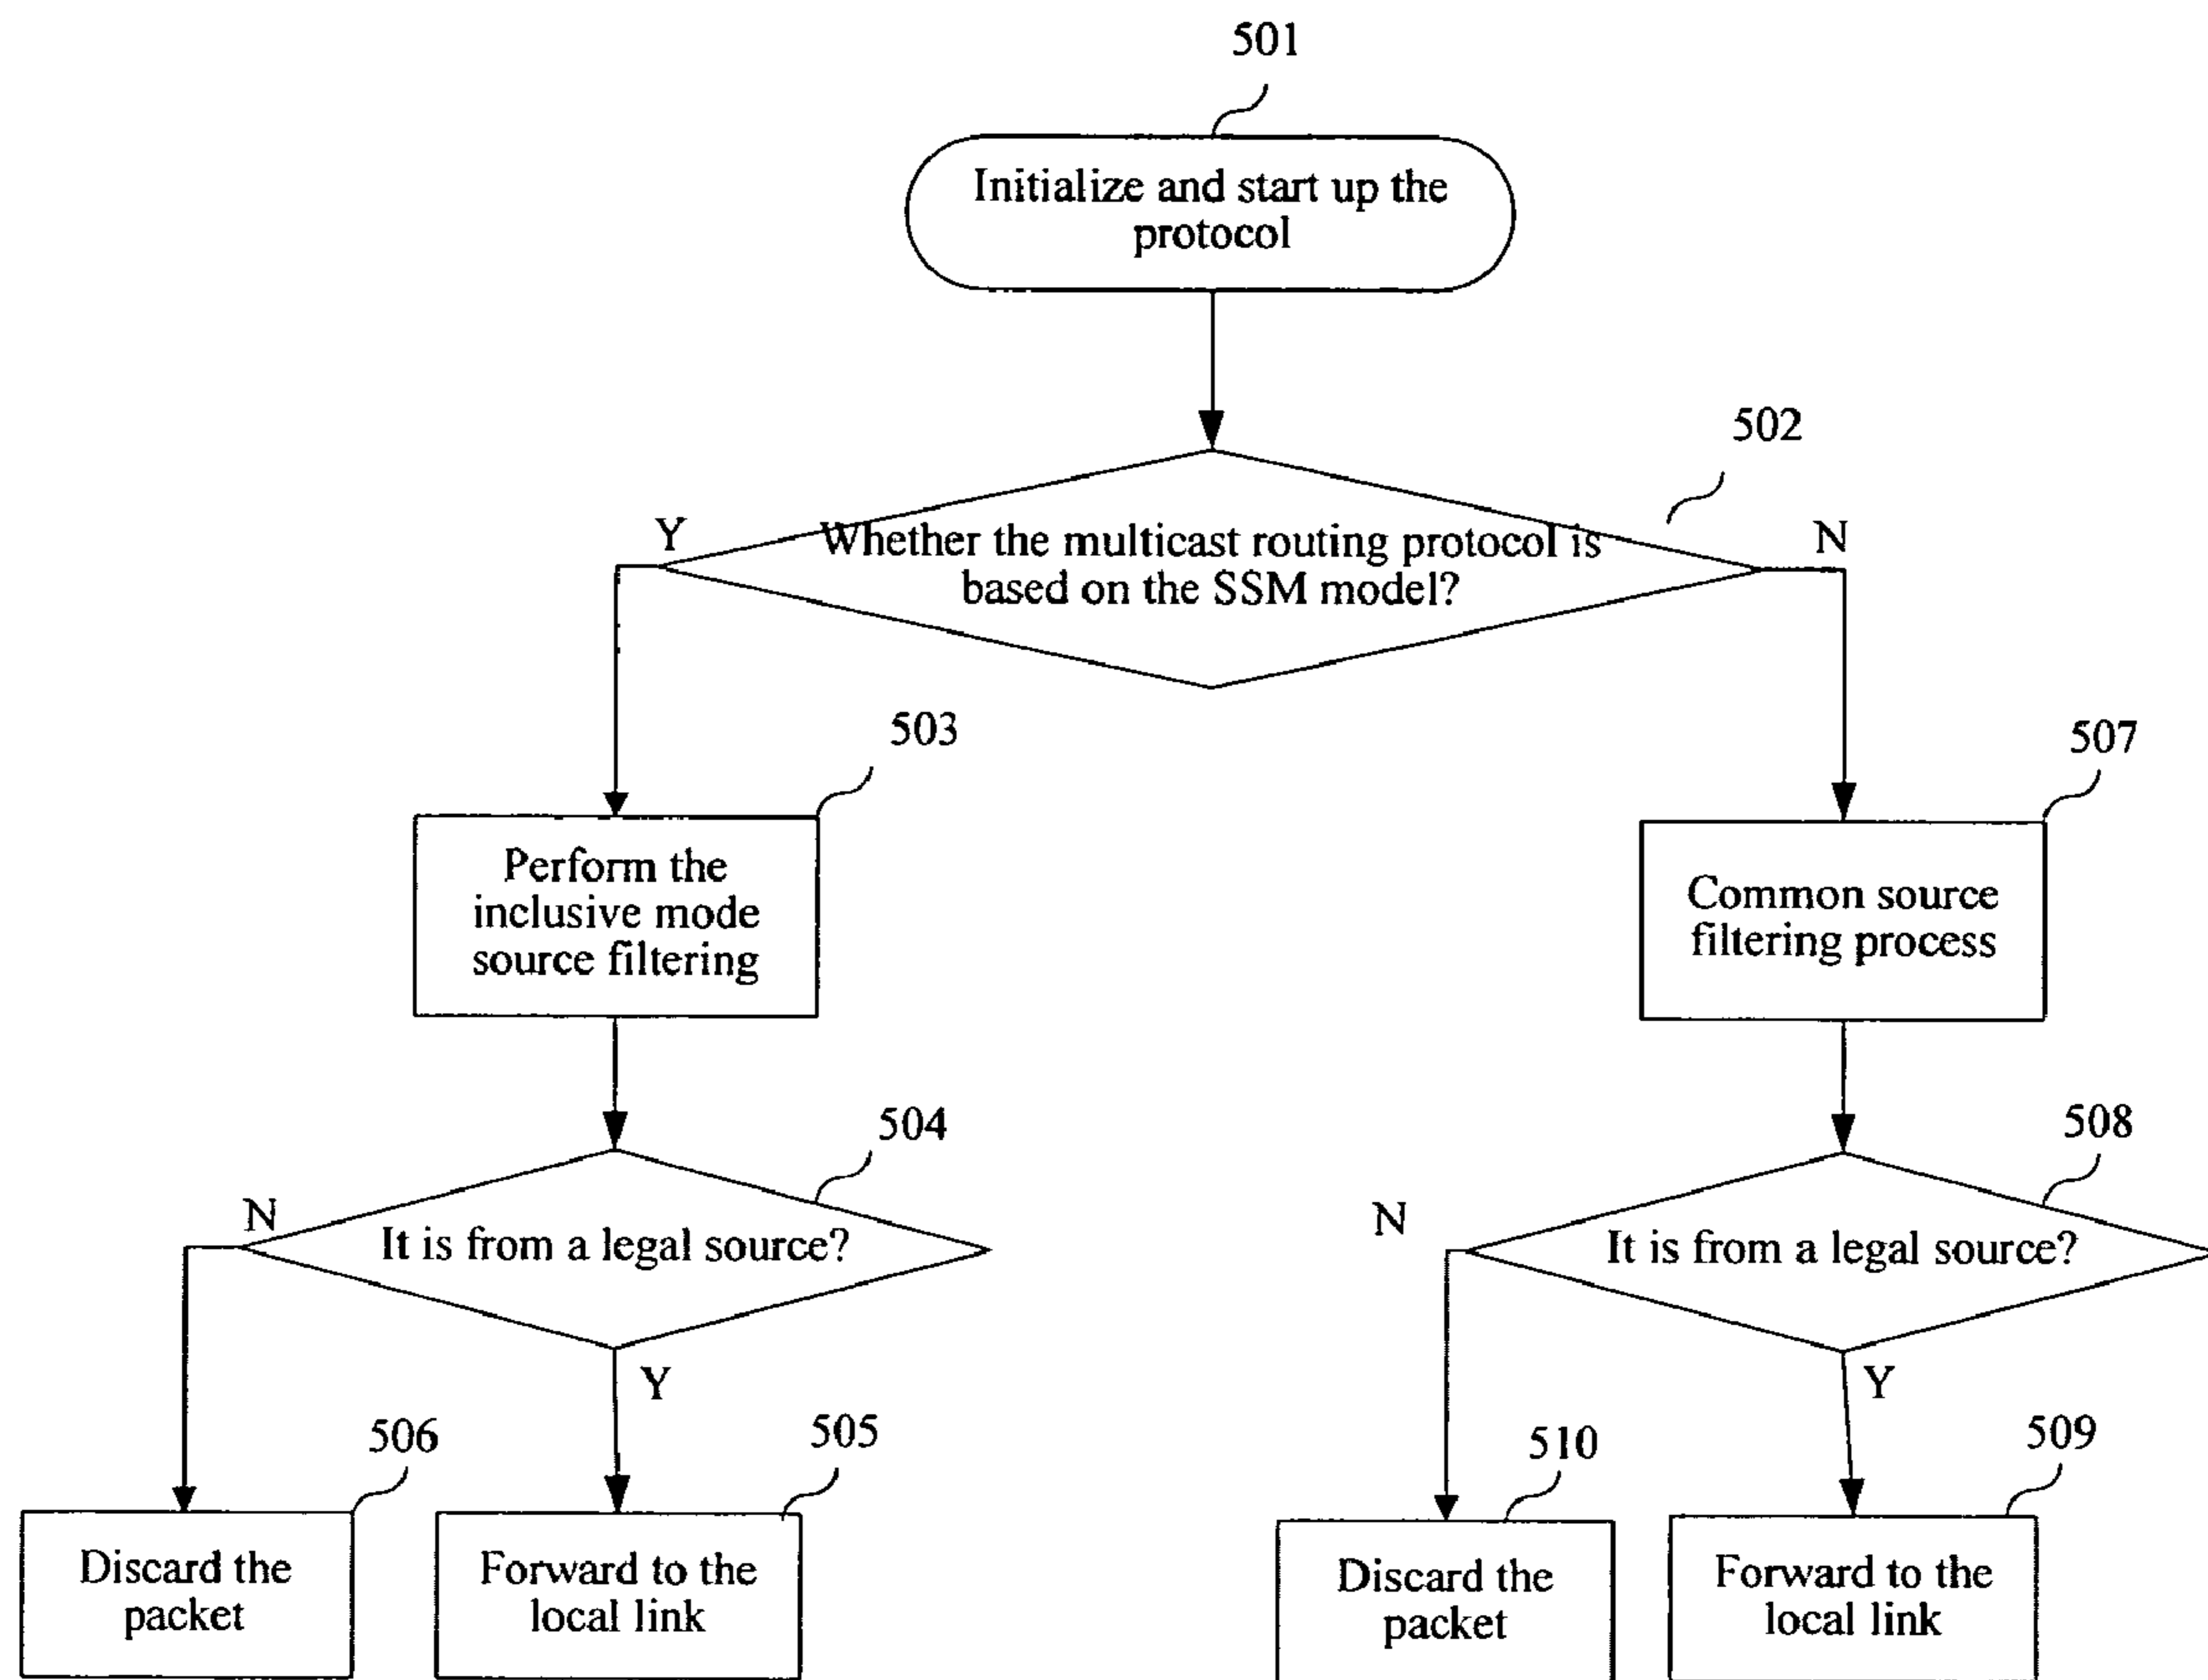 501
Initialize and start up the
protocol
502
Y
Whether the multicast routing protocol is
based on the SSM model?
N
503
507
Perform the
inclusive mode
source filtering
Common source
filtering process
504
508
N
It is from a legal source?
N
It is from a legal source?
Y
Y
506
505
510
509
Discard the
packet
Forward to the
local link
Discard the
packet
Forward to the
local link